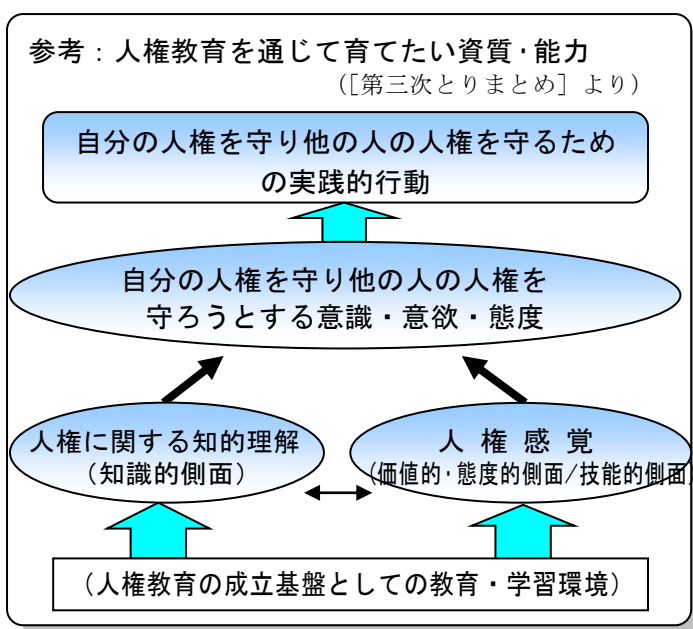 参考：人権教育を通じて育てたい資質･能力
（［第三次とりまとめ］より）
自分の人権を守り他の人の人権を守るため
の実践的行動
自分の人権を守り他の人の人権を
守ろうとする意識・意欲・態度
人権に関する知的理解
（知識的側面）
人 権 感 覚
（価値的･態度的側面/技能的側面）
（人権教育の成立基盤としての教育・学習環境）